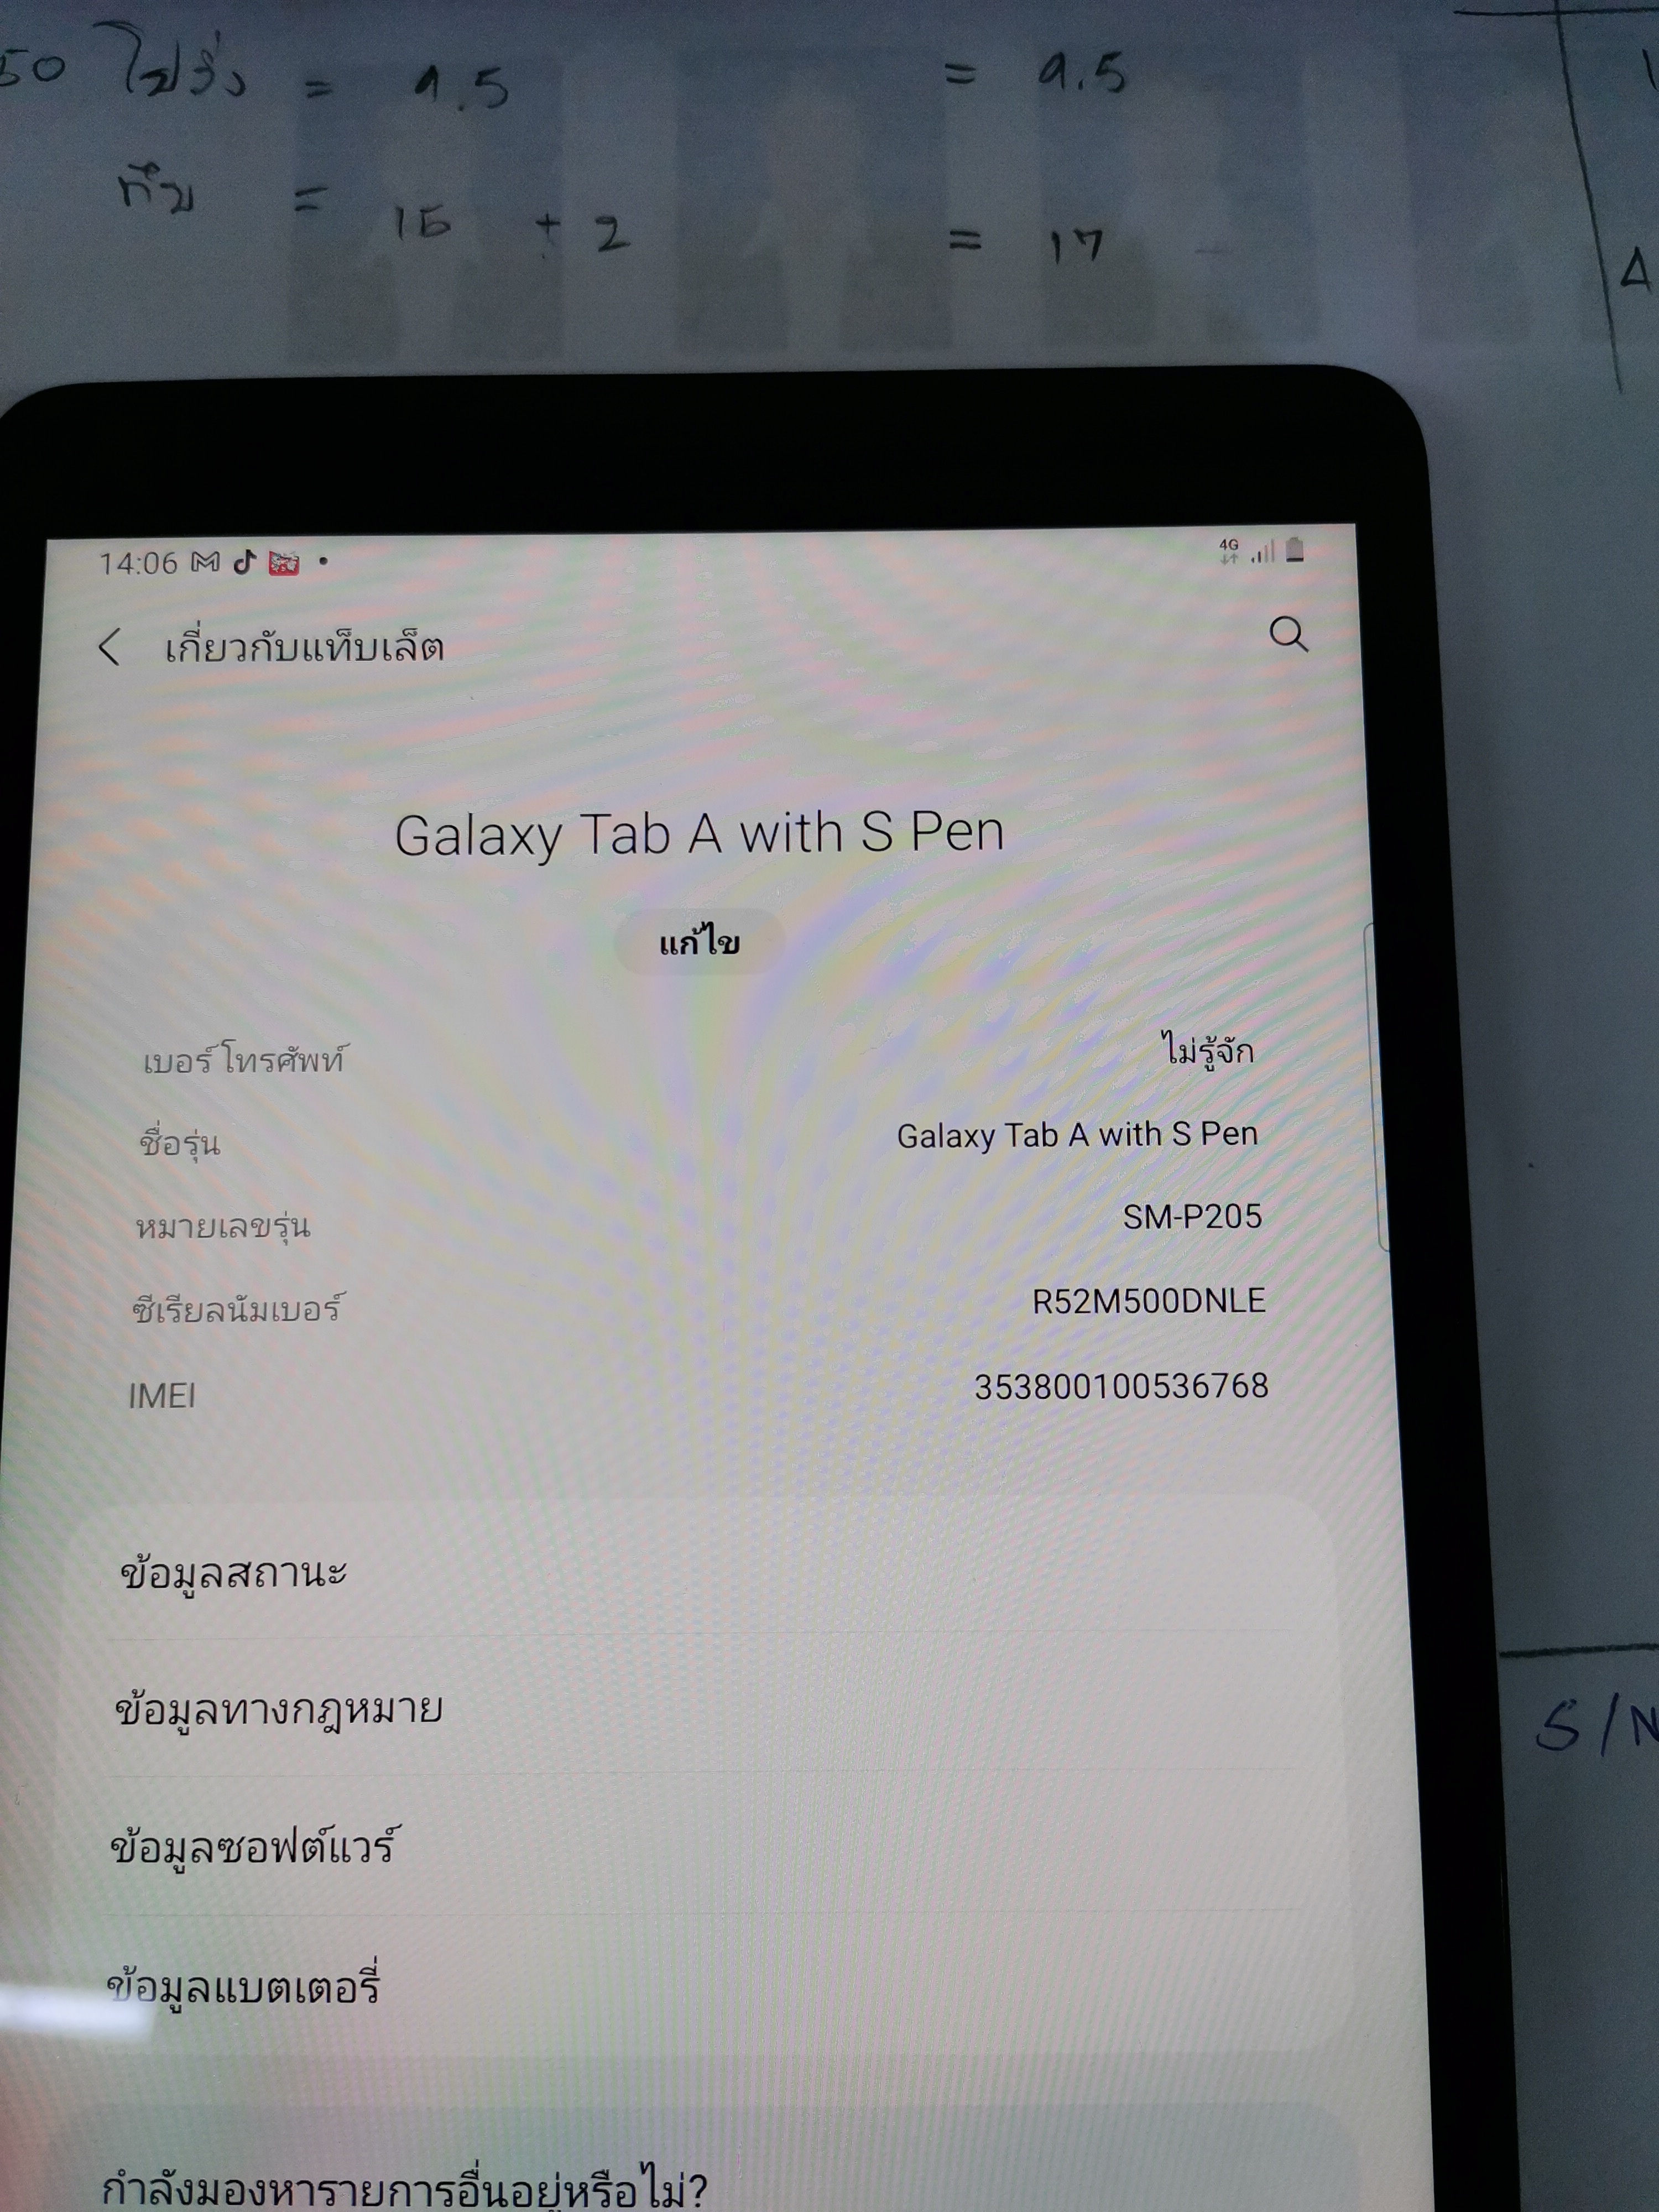 50 ไปวิ่ง = 9.5 = 9.5
ทึบ = 15 + 2 = 17
14:06
4G
เกี่ยวกับแท็บเล็ต
Galaxy Tab A with S Pen
แก้ไข
เบอร์โทรศัพท์ ไม่รู้จัก
ชื่อรุ่น Galaxy Tab A with S Pen
หมายเลขรุ่น SM-P205
ซีเรียลนัมเบอร์ R52M500DNLE
IMEI 353800100536768
ข้อมูลสถานะ
ข้อมูลทางกฎหมาย
S/N
ข้อมูลซอฟต์แวร์
ข้อมูลแบตเตอรี่
กำลังมองหารายการอื่นอยู่หรือไม่?